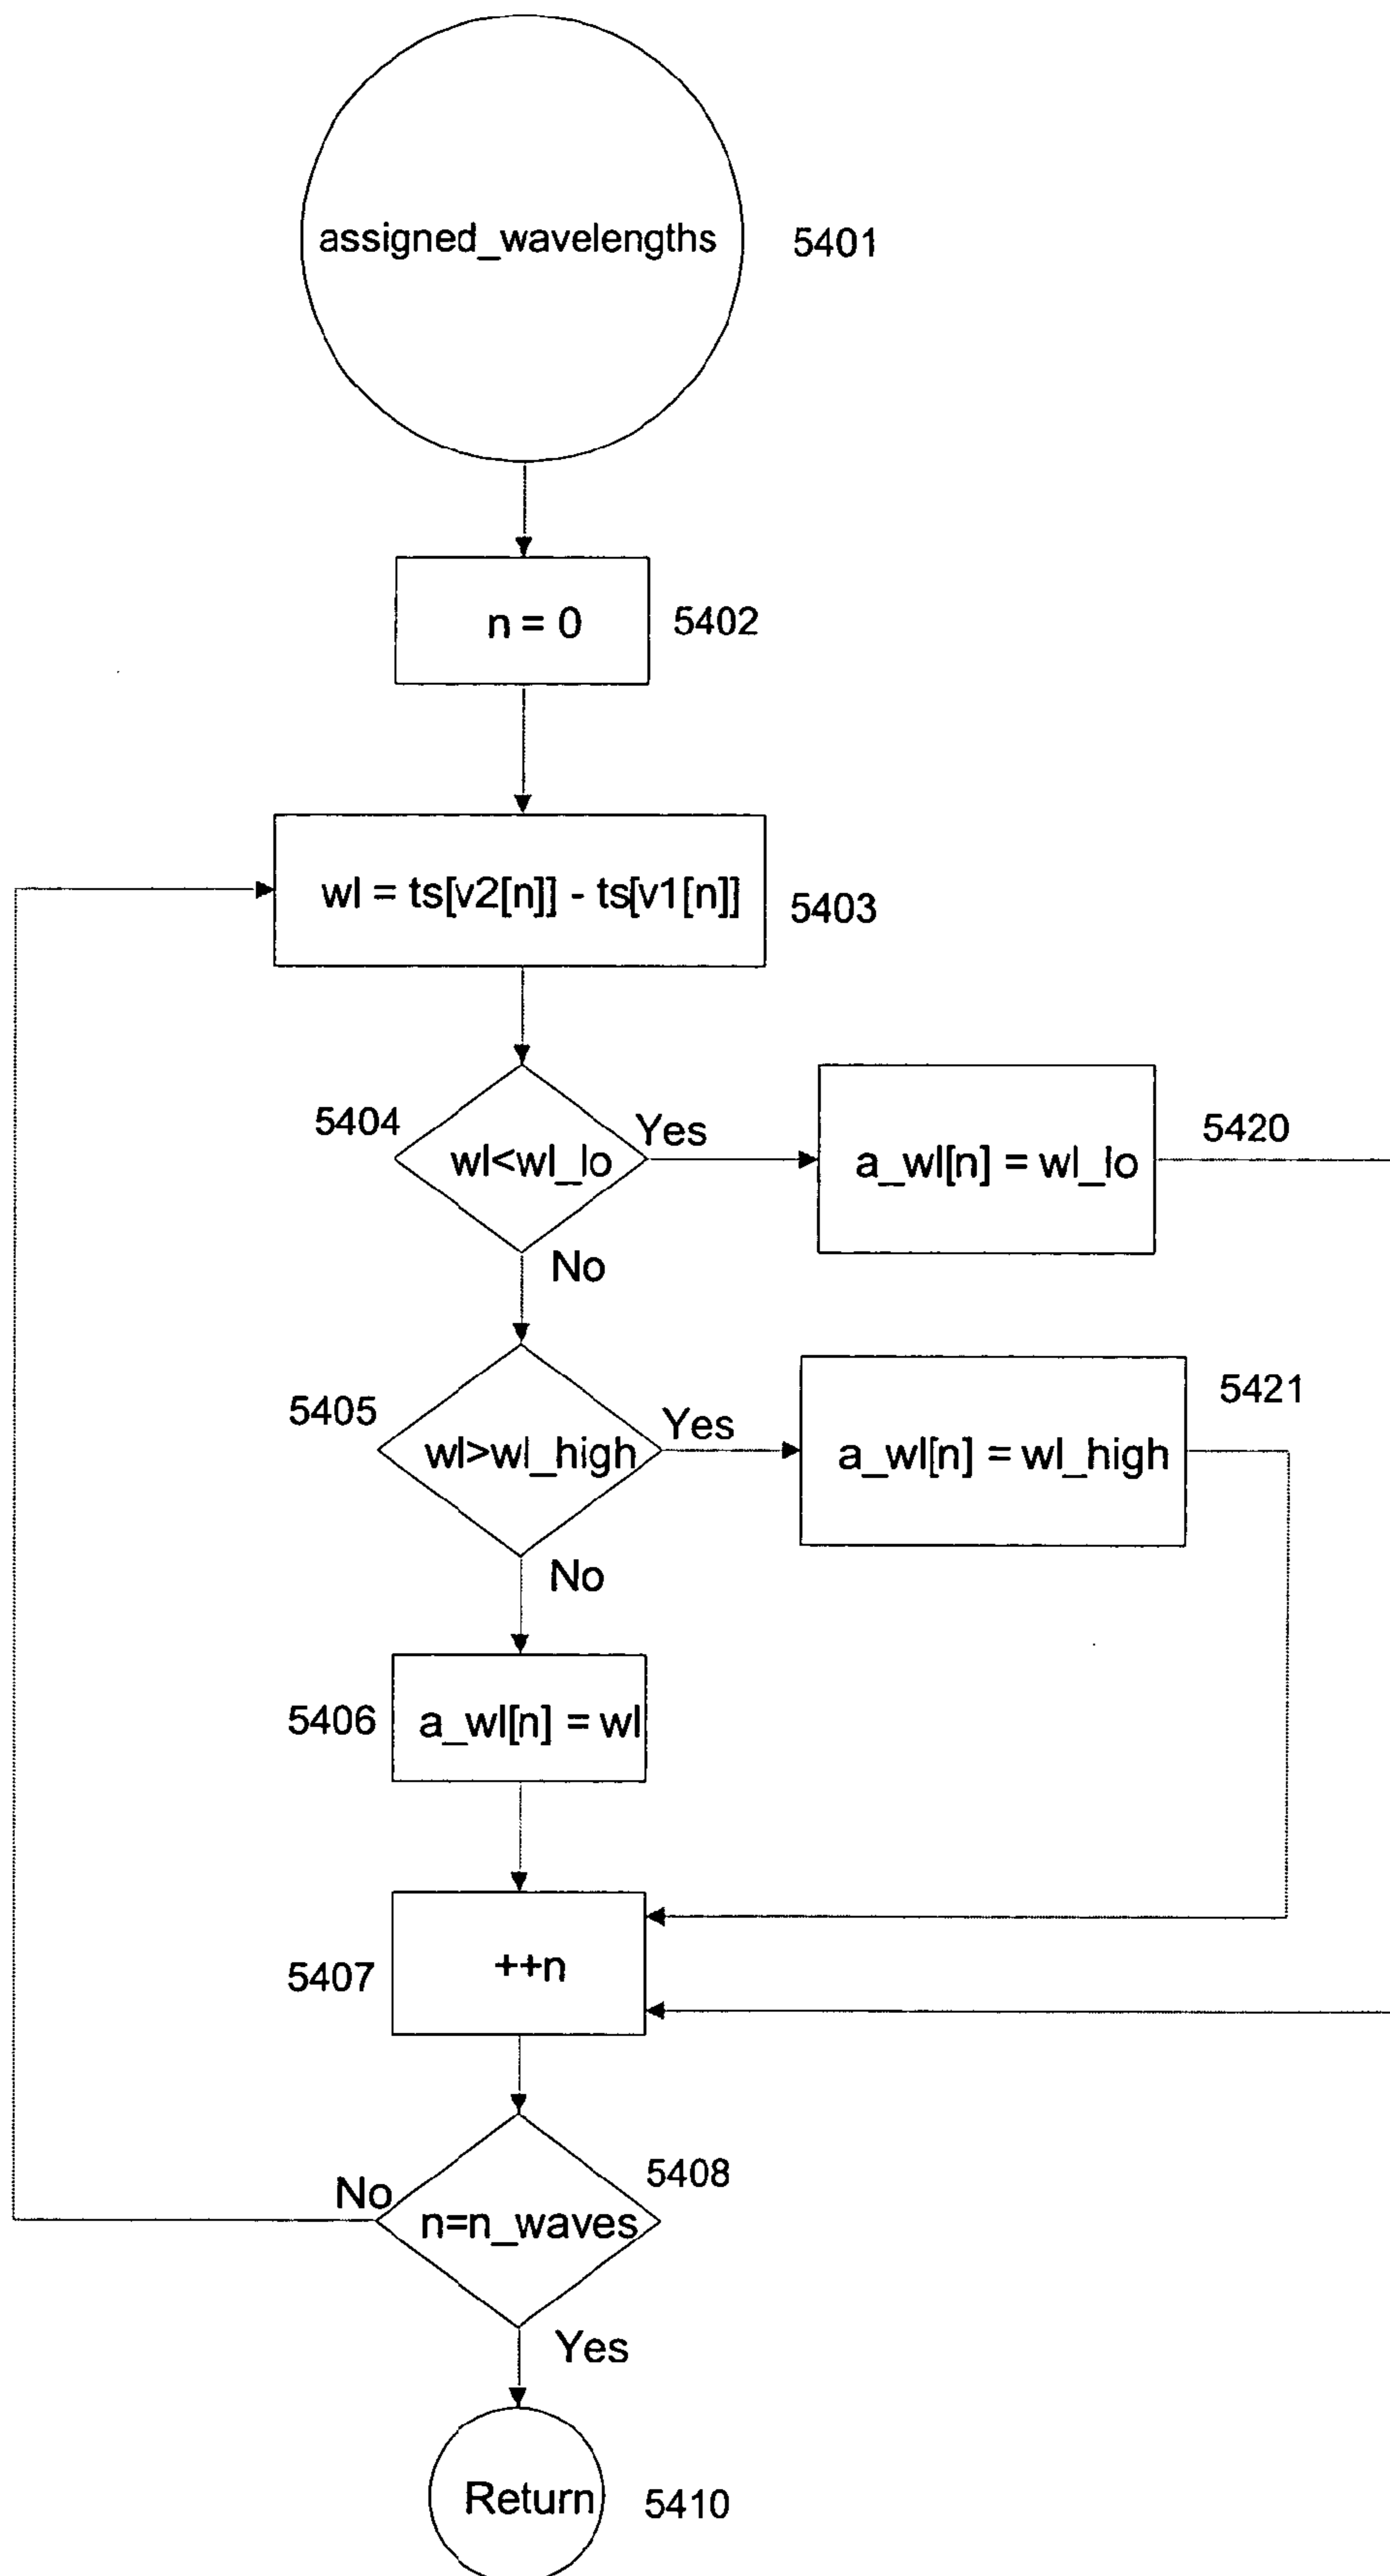 assigned_wavelengths
5401
n = 0
5402
wl = ts[v2[n]] - ts[v1[n]]
5403
5404
wl<wl_lo
Yes
a_wl[n] = wl_lo
5420
No
5405
wl>wl_high
Yes
a_wl[n] = wl_high
5421
No
5406
a_wl[n] = wl
5407
++n
No
n=n_waves
5408
Yes
Return
5410